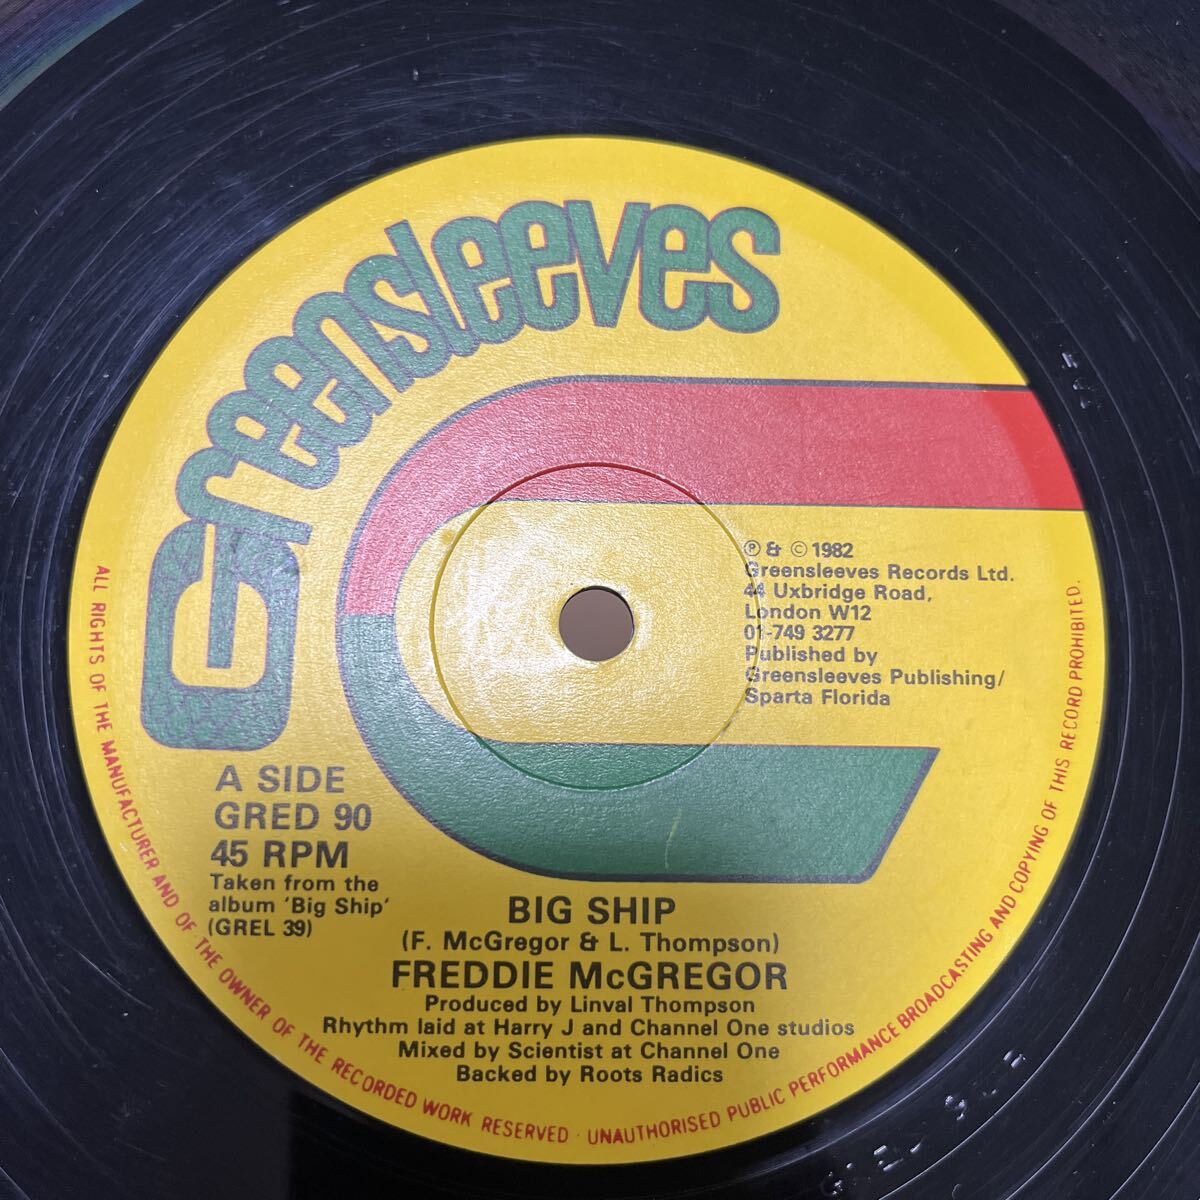 Greensleeves
℗ & © 1982
Greensleeves Records Ltd.
44 Uxbridge Road,
London W12
01-749 3277
Published by
Greensleeves Publishing/
Sparta Florida
A SIDE
GRED 90
45 RPM
Taken from the
album 'Big Ship'
(GREL 39)
BIG SHIP
(F. McGregor & L. Thompson)
FREDDIE McGREGOR
Produced by Linval Thompson
Rhythm laid at Harry J and Channel One studios
Mixed by Scientist at Channel One
Backed by Roots Radics
ALL RIGHTS OF THE MANUFACTURER AND OF THE OWNER OF THE RECORDED WORK RESERVED · UNAUTHORISED PUBLIC PERFORMANCE BROADCASTING AND COPYING OF THIS RECORD PROHIBITED.